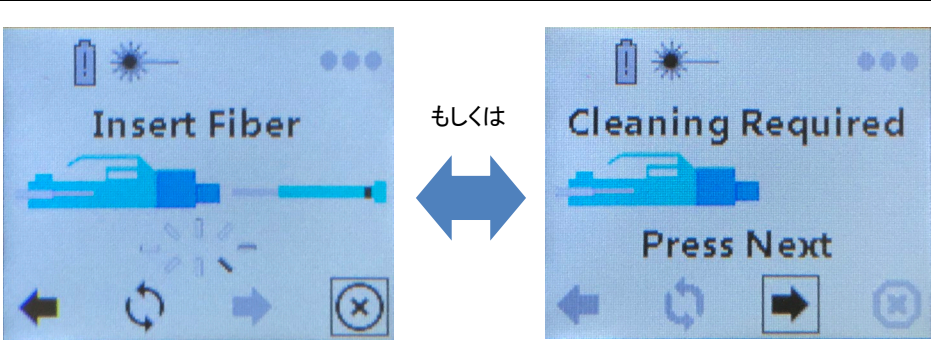 Insert Fiber
もしくは
Cleaning Required
Press Next